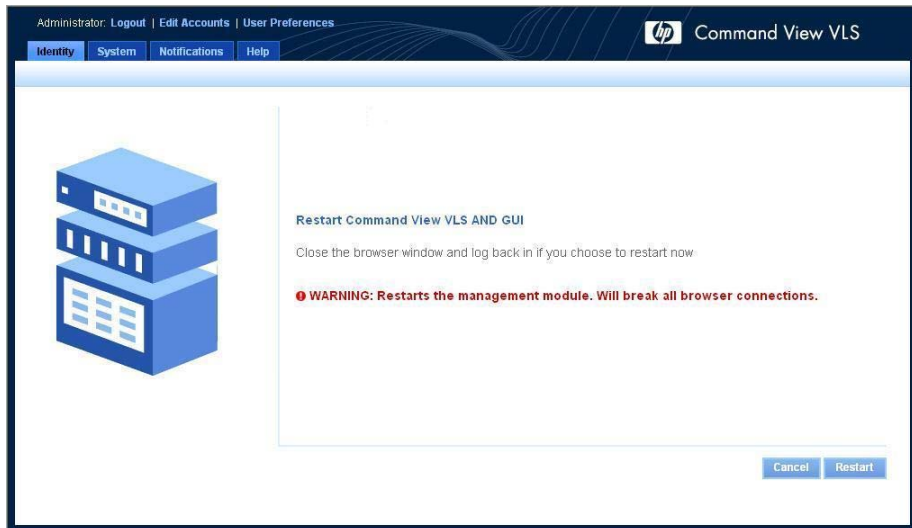 Administrator: Logout | Edit Accounts | User Preferences
hp Command View VLS
Identity System Notifications Help
Restart Command View VLS AND GUI
Close the browser window and log back in if you choose to restart now
WARNING: Restarts the management module. Will break all browser connections.
Cancel Restart